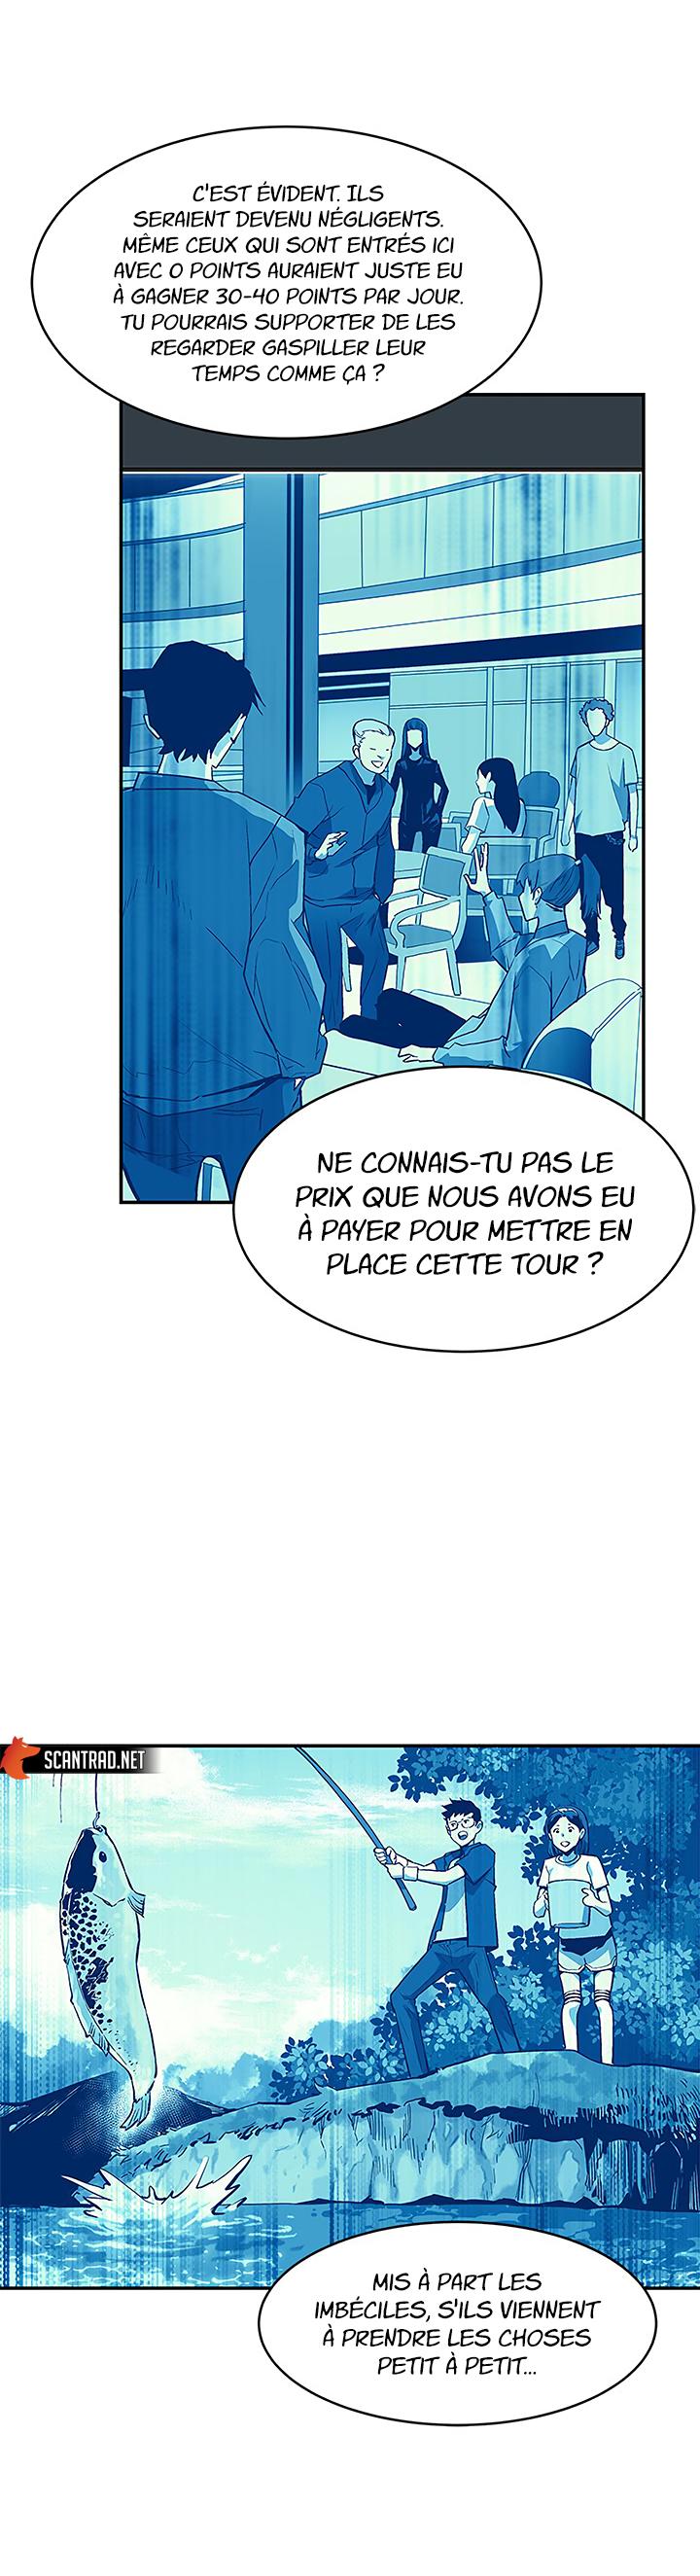 C'EST ÉVIDENT. ILS
SERAIENT DEVENU NÉGLIGENTS.
MÊME CEUX QUI SONT ENTRÉS ICI
AVEC 0 POINTS AURAIENT JUSTE EU
À GAGNER 30-40 POINTS PAR JOUR.
TU POURRAIS SUPPORTER DE LES
REGARDER GASPILLER LEUR
TEMPS COMME ÇA ?
NE CONNAIS-TU PAS LE
PRIX QUE NOUS AVONS EU
À PAYER POUR METTRE EN
PLACE CETTE TOUR ?
SCANTRAD.NET
MIS À PART LES
IMBÉCILES, S'ILS VIENNENT
À PRENDRE LES CHOSES
PETIT À PETIT...